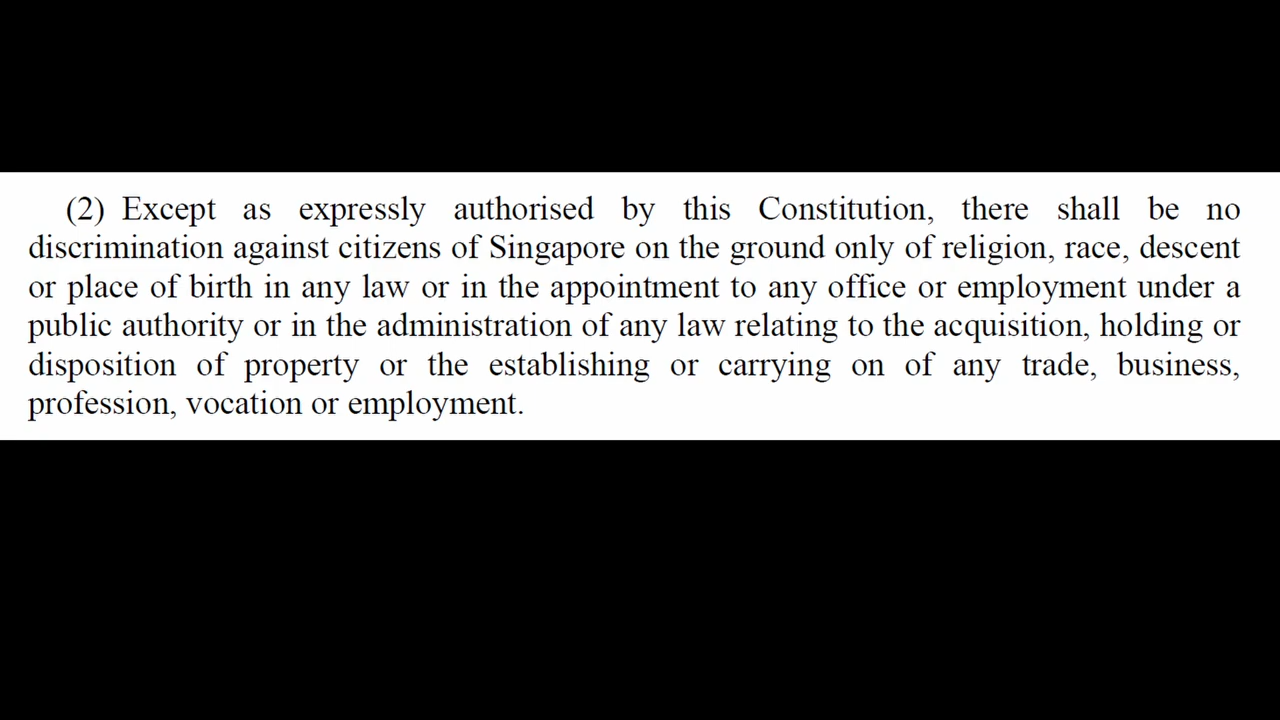 (2) Except as expressly authorised by this Constitution, there shall be no
discrimination against citizens of Singapore on the ground only of religion, race, descent
or place of birth in any law or in the appointment to any office or employment under a
public authority or in the administration of any law relating to the acquisition, holding or
disposition of property or the establishing or carrying on of any trade, business,
profession, vocation or employment.